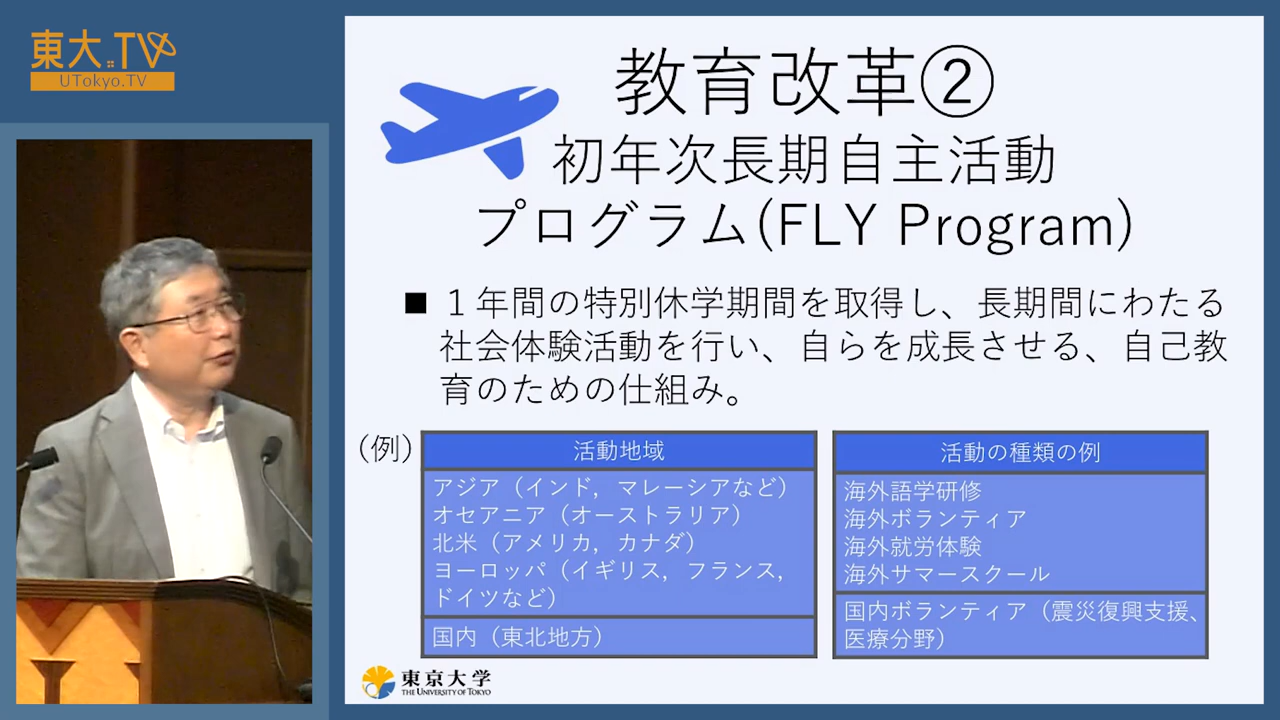 東大.TV
UTokyo.TV
教育改革②
初年次長期自主活動
プログラム(FLY Program)
■ １年間の特別休学期間を取得し、長期間にわたる
社会体験活動を行い、自らを成長させる、自己教
育のための仕組み。
（例）
活動地域
アジア（インド，マレーシアなど）
オセアニア（オーストラリア）
北米（アメリカ，カナダ）
ヨーロッパ（イギリス，フランス，
ドイツなど）
国内（東北地方）
活動の種類の例
海外語学研修
海外ボランティア
海外就労体験
海外サマースクール
国内ボランティア（震災復興支援、
医療分野）
東京大学
THE UNIVERSITY OF TOKYO